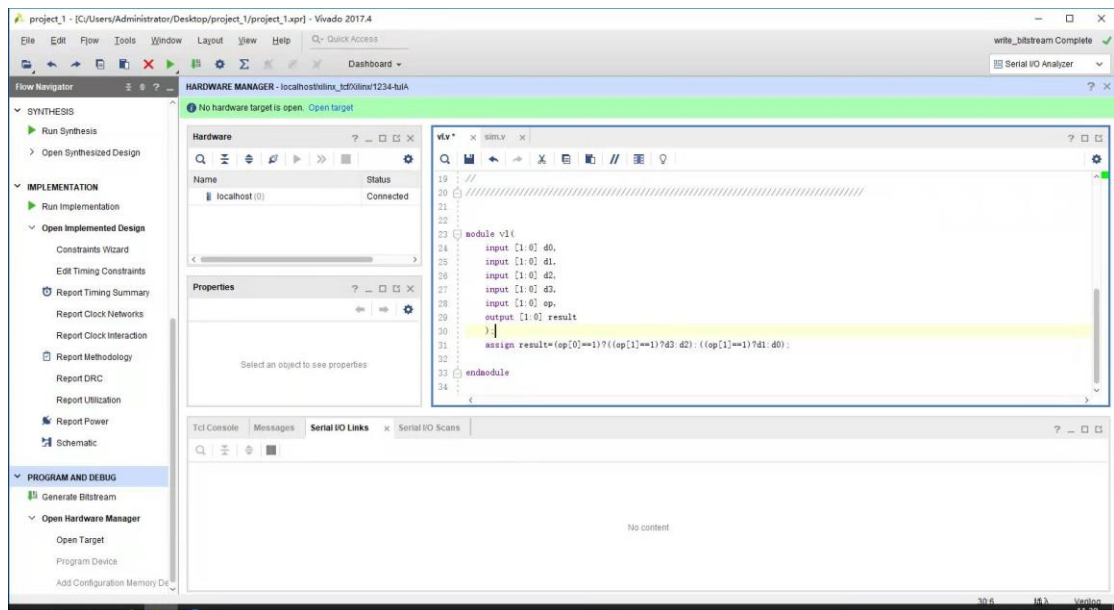 project_1 - [C:/Users/Administrator/Desktop/project_1/project_1.xpr] - Vivado 2017.4
File Edit Flow Tools Window Layout View Help Quick Access
write_bitstream Complete
Dashboard
Serial I/O Analyzer
Flow Navigator
HARDWARE MANAGER - localhost/xilinx_tcf/Xilinx/1234-tulA
No hardware target is open. Open target
SYNTHESIS
Run Synthesis
Open Synthesized Design
IMPLEMENTATION
Run Implementation
Open Implemented Design
Constraints Wizard
Edit Timing Constraints
Report Timing Summary
Report Clock Networks
Report Clock Interaction
Report Methodology
Report DRC
Report Utilization
Report Power
Schematic
PROGRAM AND DEBUG
Generate Bitstream
Open Hardware Manager
Open Target
Program Device
Add Configuration Memory De
Hardware
Name Status
localhost (0) Connected
Properties
Select an object to see properties
sim.v
19 //
20 ////////////////////////////////////////////////////////////////////////////////
21
22
23 module v1(
24 input [1:0] d0,
25 input [1:0] d1,
26 input [1:0] d2,
27 input [1:0] d3,
28 input [1:0] op,
29 output [1:0] result
30 );
31 assign result=(op[0]==1)?((op[1]==1)?d3:d2):((op[1]==1)?d1:d0);
32
33 endmodule
34
Tcl Console Messages Serial I/O Links Serial I/O Scans
No content
30:6 插入 Verilog